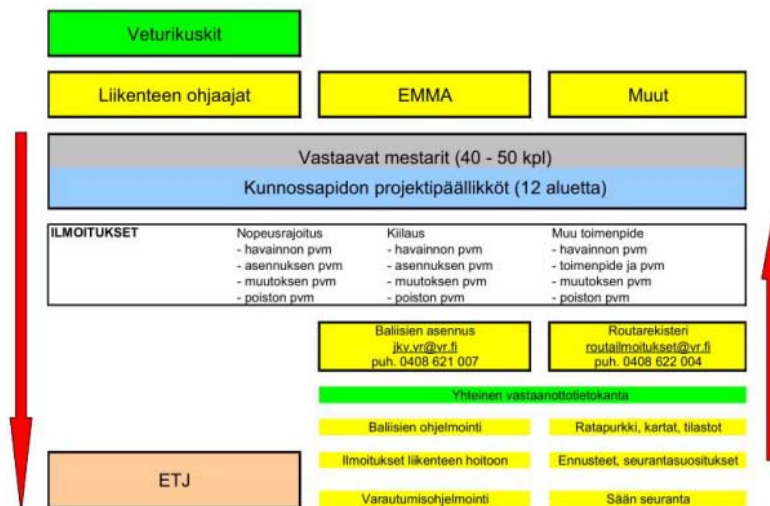 Veturikuskit
Liikenteen ohjaajat
EMMA
Muut
Vastaavat mestarit (40 - 50 kpl)
Kunnossapidon projektipäälliköt (12 aluetta)
ILMOITUKSET
Nopeusrajoitus
- havainnon pvm
- asennuksen pvm
- muutoksen pvm
- poiston pvm
Kiilaus
- havainnon pvm
- asennuksen pvm
- muutoksen pvm
- poiston pvm
Muu toimenpide
- havainnon pvm
- toimenpide ja pvm
- muutoksen pvm
- poiston pvm
Baliisien asennus
jkv.vr@vr.fi
puh. 0408 621 007
Routarekisteri
routailmoitukset@vr.fi
puh. 0408 622 004
Yhteinen vastaanottotietokanta
Baliisien ohjelmointi
Ratapurkki, kartat, tilastot
Ilmoitukset liikenteen hoitoon
Ennusteet, seurantasuositukset
ETJ
Varautumisohjelmointi
Sään seuranta